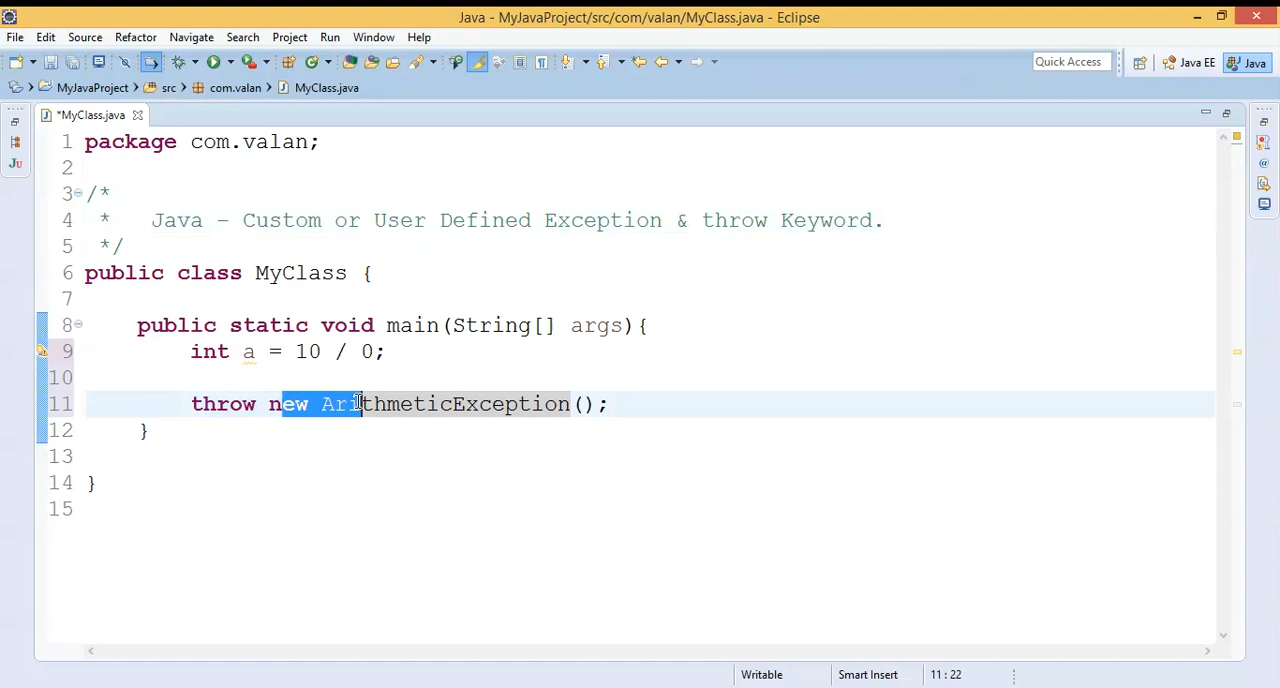 Java - MyJavaProject/src/com/valan/MyClass.java - Eclipse
File Edit Source Refactor Navigate Search Project Run Window Help
Quick Access Java EE Java
MyJavaProject src com.valan MyClass.java
*MyClass.java
1 package com.valan;
2
3 /*
4 * Java – Custom or User Defined Exception & throw Keyword.
5 */
6 public class MyClass {
7
8 public static void main(String[] args){
9 int a = 10 / 0;
10
11 throw new ArithmeticException();
12 }
13
14 }
15
Writable Smart Insert 11 : 22